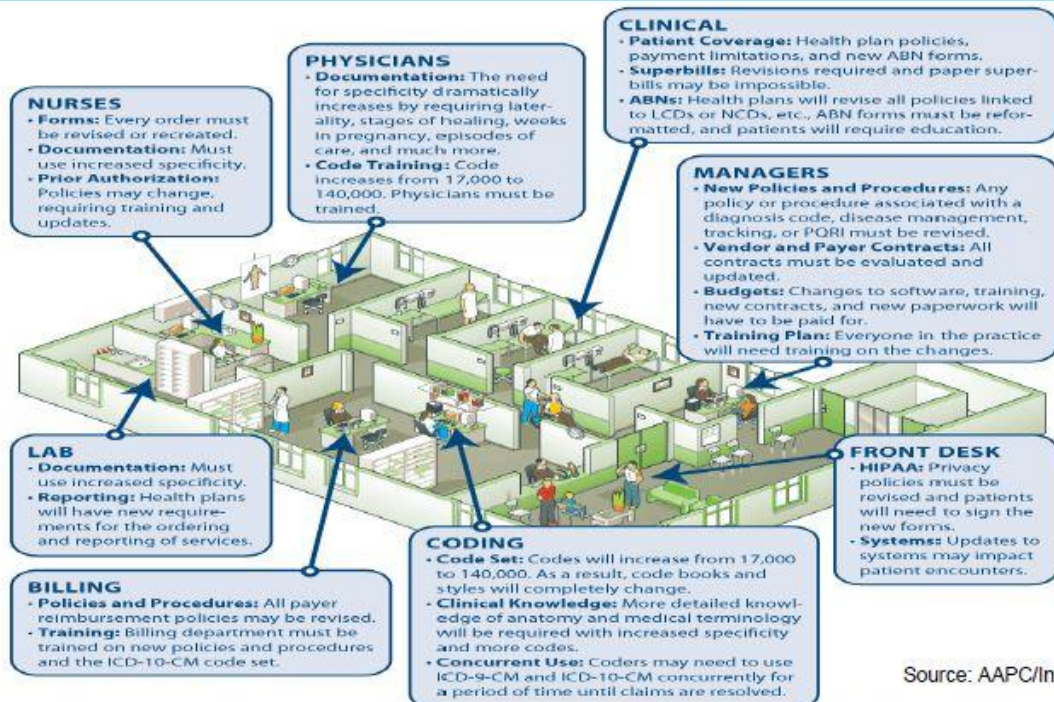 CLINICAL
• Patient Coverage: Health plan policies,
payment limitations, and new ABN forms.
• Superbills: Revisions required and paper super-
bills may be impossible.
• ABNs: Health plans will revise all policies linked
to LCDs or NCDs, etc., ABN forms must be refor-
matted, and patients will require education.
PHYSICIANS
• Documentation: The need
for specificity dramatically
increases by requiring later-
ality, stages of healing, weeks
in pregnancy, episodes of
care, and much more.
• Code Training: Code
increases from 17,000
to 140,000. Physicians must be
trained.
NURSES
• Forms: Every order must
be revised or recreated.
• Documentation: Must
use increased specificity.
• Prior Authorization:
Policies may change,
requiring training and
updates.
MANAGERS
• New Policies and Procedures: Any
policy or procedure associated with a
diagnosis code, disease management,
tracking, or PQRI must be revised.
• Vendor and Payer Contracts: All
contracts must be evaluated and
updated.
• Budgets: Changes to software, training,
new contracts, and new paperwork will
have to be paid for.
• Training Plan: Everyone in the practice
will need training on the changes.
LAB
• Documentation: Must
use increased specificity.
• Reporting: Health plans
will have new require-
ments for the ordering
and reporting of services.
FRONT DESK
• HIPAA: Privacy
policies must be
revised and patients
will need to sign the
new forms.
• Systems: Updates to
systems may impact
patient encounters.
BILLING
• Policies and Procedures: All payer
reimbursement policies may be revised.
• Training: Billing department must be
trained on new policies and procedures
and the ICD-10-CM code set.
CODING
• Code Set: Codes will increase from 17,000
to 140,000. As a result, code books and
styles will completely change.
• Clinical Knowledge: More detailed knowl-
edge of anatomy and medical terminology
will be required with increased specificity
and more codes.
• Concurrent Use: Coders may need to use
ICD-9-CM and ICD-10-CM concurrently for
a period of time until claims are resolved.
Source: AAPC/In